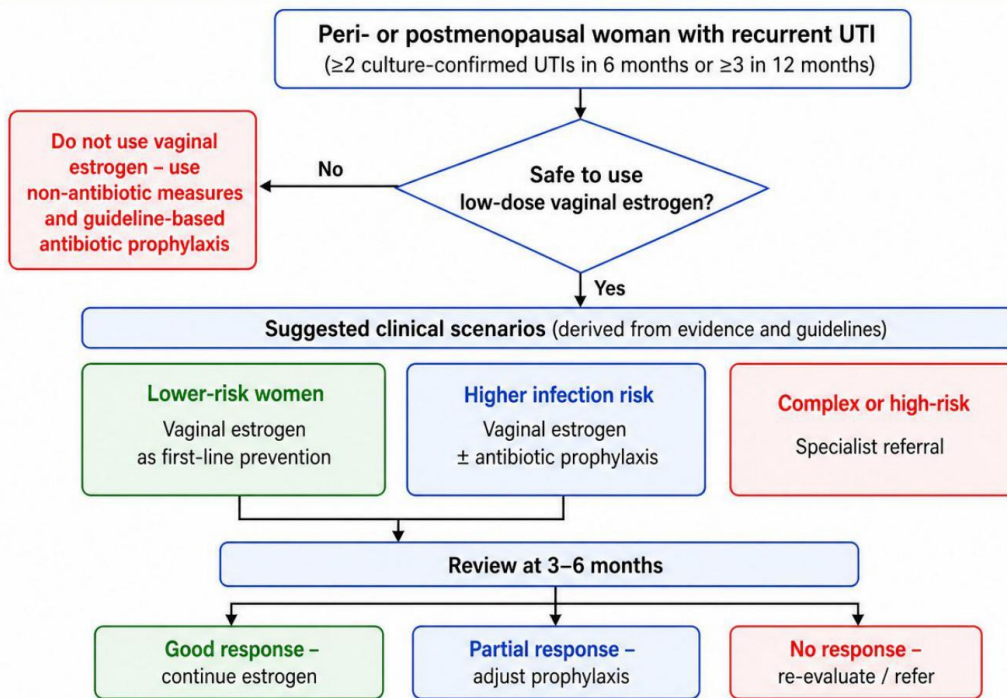 Peri- or postmenopausal woman with recurrent UTI
(≥2 culture-confirmed UTIs in 6 months or ≥3 in 12 months)
Do not use vaginal
estrogen – use
non-antibiotic measures
and guideline-based
antibiotic prophylaxis
No
Safe to use
low-dose vaginal estrogen?
Yes
Suggested clinical scenarios (derived from evidence and guidelines)
Lower-risk women
Vaginal estrogen
as first-line prevention
Higher infection risk
Vaginal estrogen
± antibiotic prophylaxis
Complex or high-risk
Specialist referral
Review at 3–6 months
Good response –
continue estrogen
Partial response –
adjust prophylaxis
No response –
re-evaluate / refer